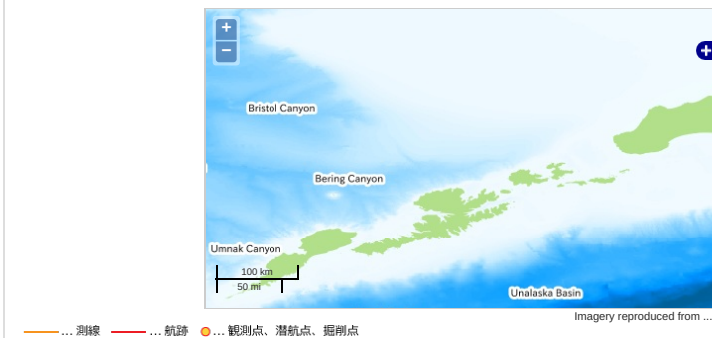 +
−
+
Bristol Canyon
Bering Canyon
Umnak Canyon
100 km
50 mi
Unalaska Basin
Imagery reproduced from ...
... 測線 ... 航跡 ... 観測点、潜航点、掘削点